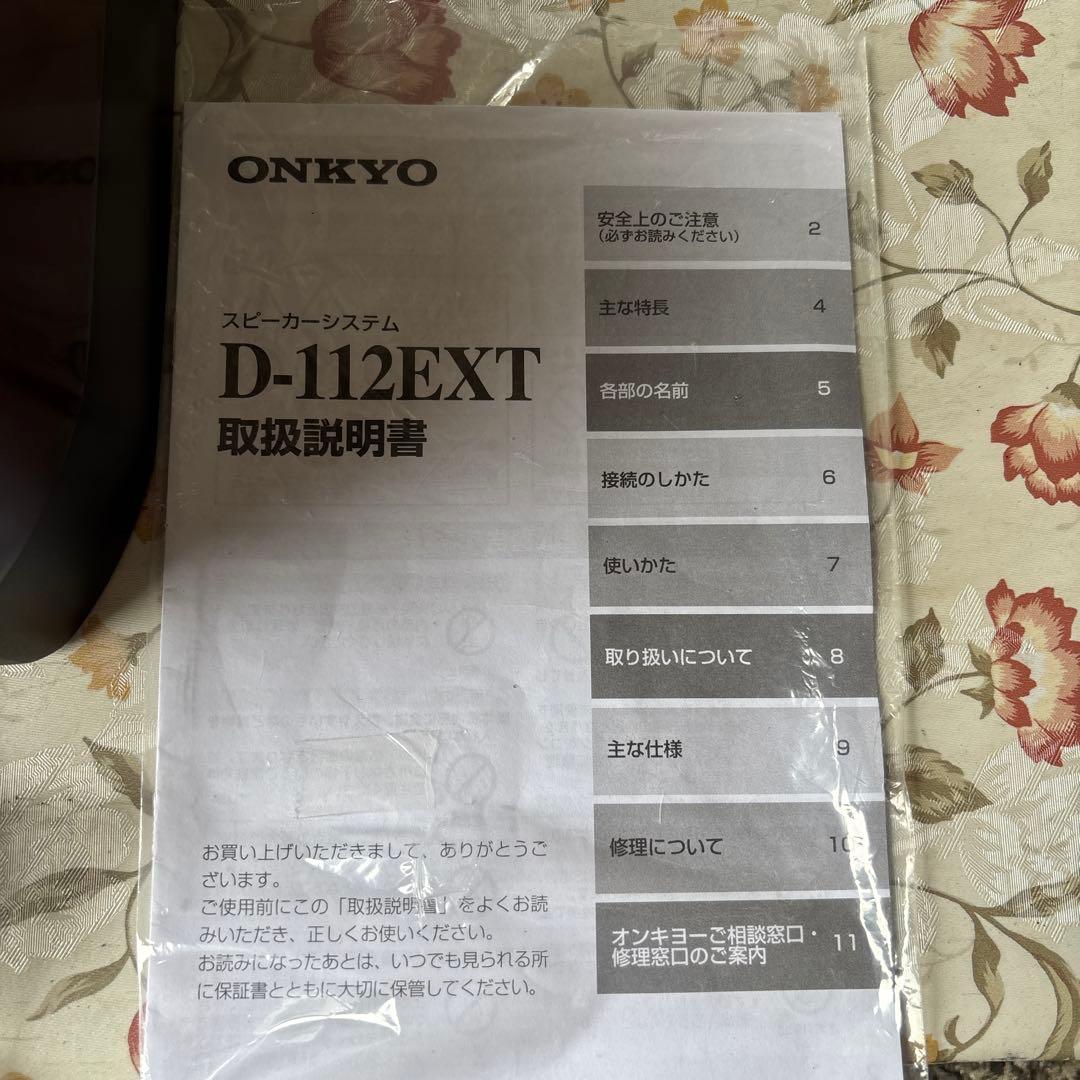 ONKYO
スピーカーシステム
D-112EXT
取扱説明書
安全上のご注意
（必ずお読みください） 2
主な特長 4
各部の名前 5
接続のしかた 6
使いかた 7
取り扱いについて 8
主な仕様 9
修理について 10
オンキヨーご相談窓口・
修理窓口のご案内 11
お買い上げいただきまして、ありがとうご
ざいます。
ご使用前にこの「取扱説明書」をよくお読
みいただき、正しくお使いください。
お読みになったあとは、いつでも見られる所
に保証書とともに大切に保管してください。